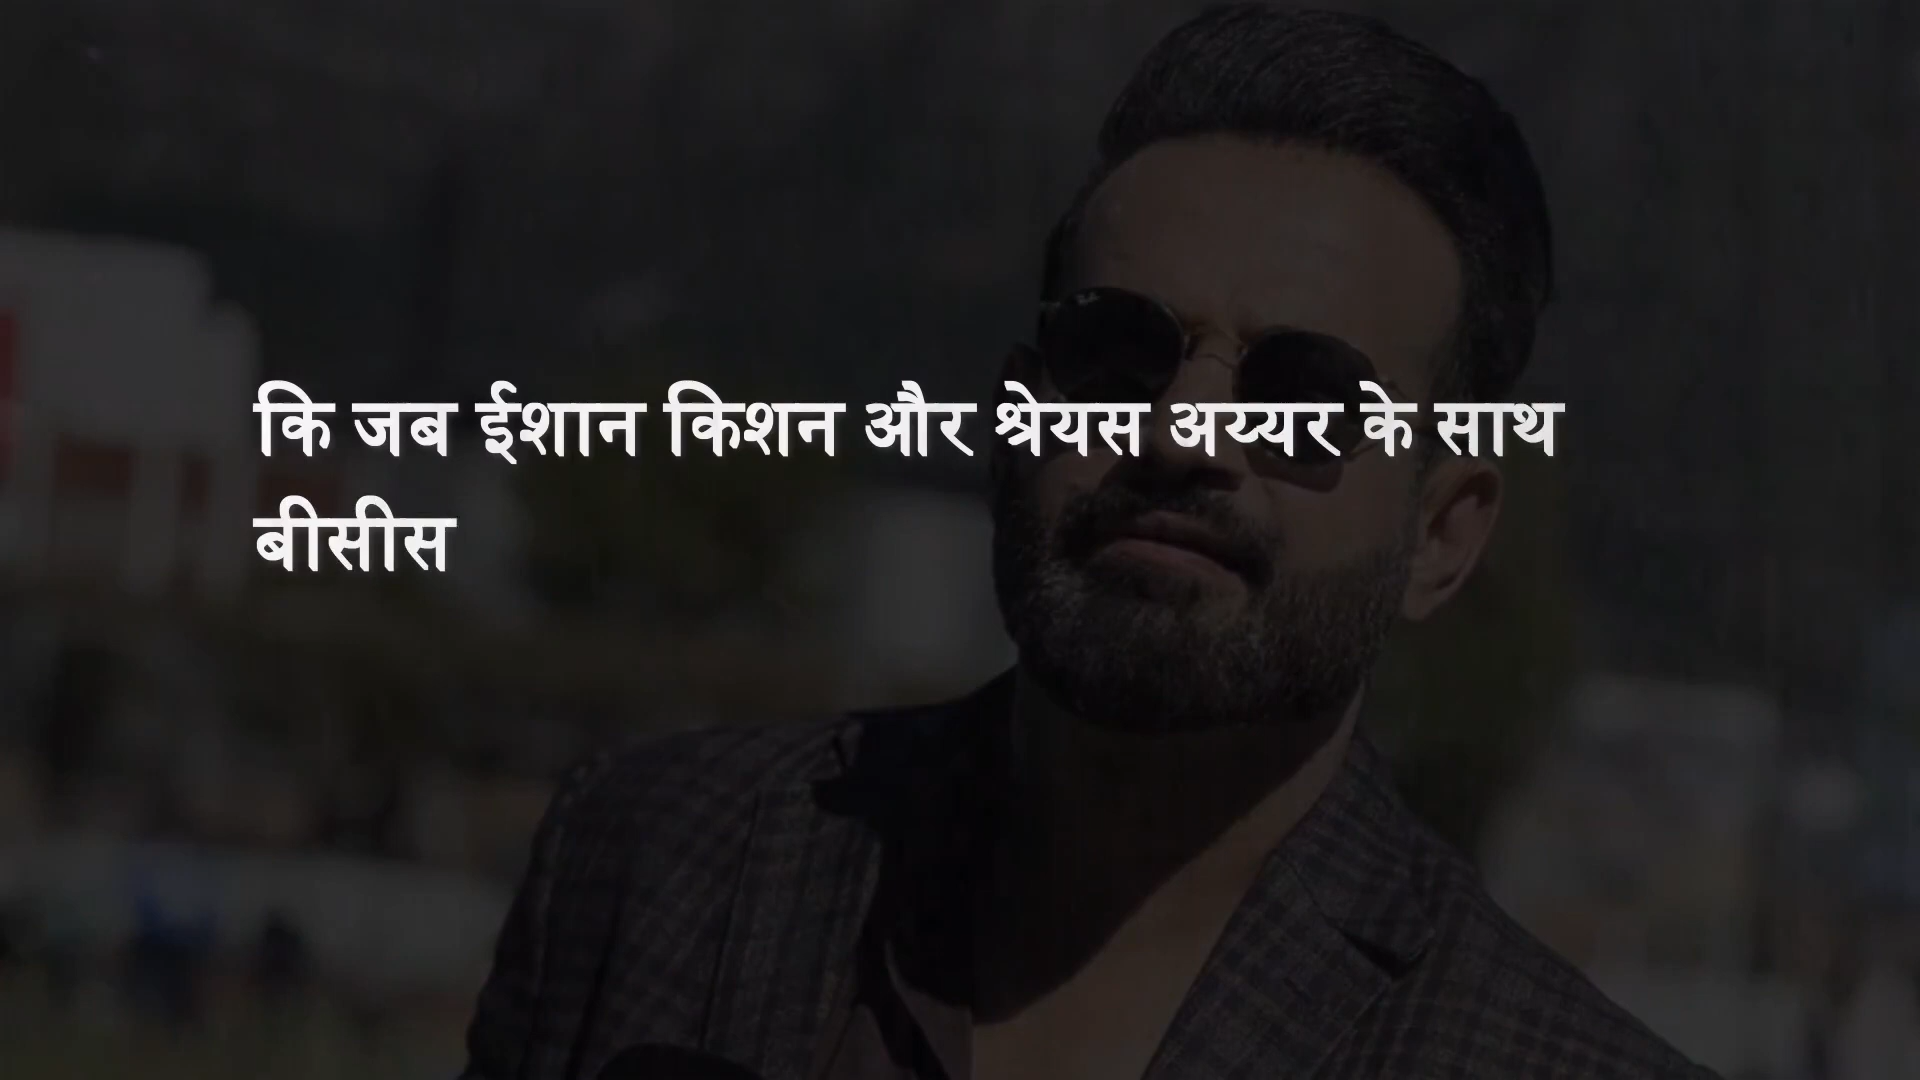 कि जब ईशान किशन और श्रेयस अय्यर के साथ
बीसीस